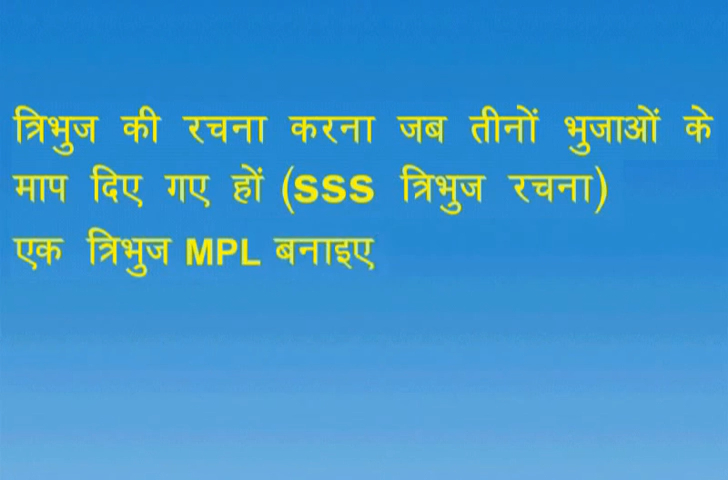 त्रिभुज की रचना करना जब तीनों भुजाओं के
माप दिए गए हों (SSS त्रिभुज रचना)
एक त्रिभुज MPL बनाइए